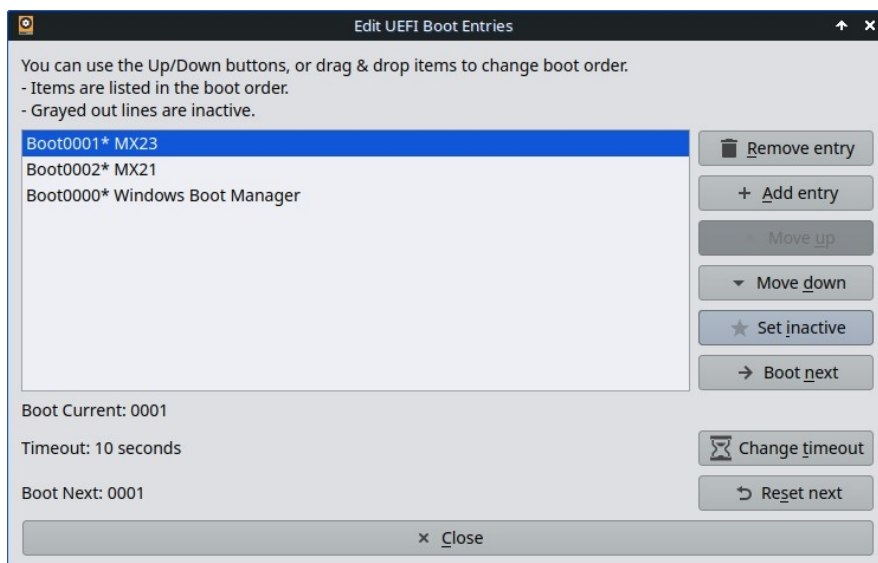 Edit UEFI Boot Entries
You can use the Up/Down buttons, or drag & drop items to change boot order.
- Items are listed in the boot order.
- Grayed out lines are inactive.
Boot0001* MX23
Boot0002* MX21
Boot0000* Windows Boot Manager
Remove entry
Add entry
Move up
Move down
Set inactive
Boot next
Boot Current: 0001
Timeout: 10 seconds
Change timeout
Boot Next: 0001
Reset next
Close